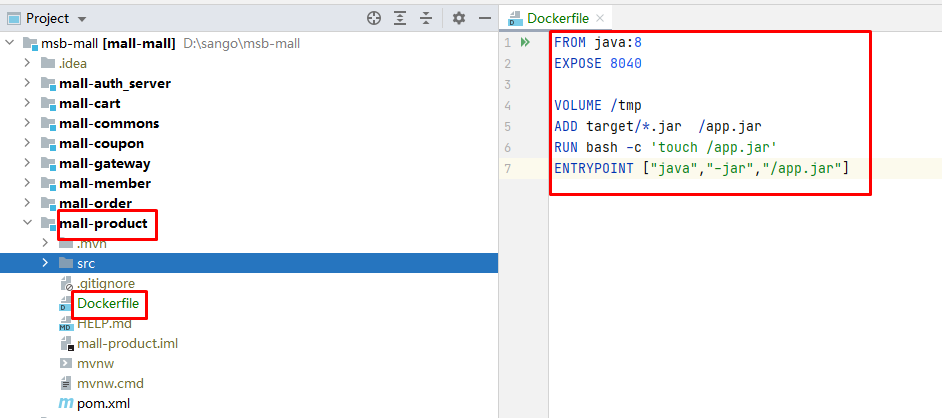 Project
msb-mall [mall-mall] D:\sango\msb-mall
.idea
mall-auth_server
mall-cart
mall-commons
mall-coupon
mall-gateway
mall-member
mall-order
mall-product
.mvn
src
.gitignore
Dockerfile
HELP.md
mall-product.iml
mvnw
mvnw.cmd
pom.xml
Dockerfile
1 FROM java:8
2 EXPOSE 8040
3
4 VOLUME /tmp
5 ADD target/*.jar  /app.jar
6 RUN bash -c 'touch /app.jar'
7 ENTRYPOINT ["java","-jar","/app.jar"]